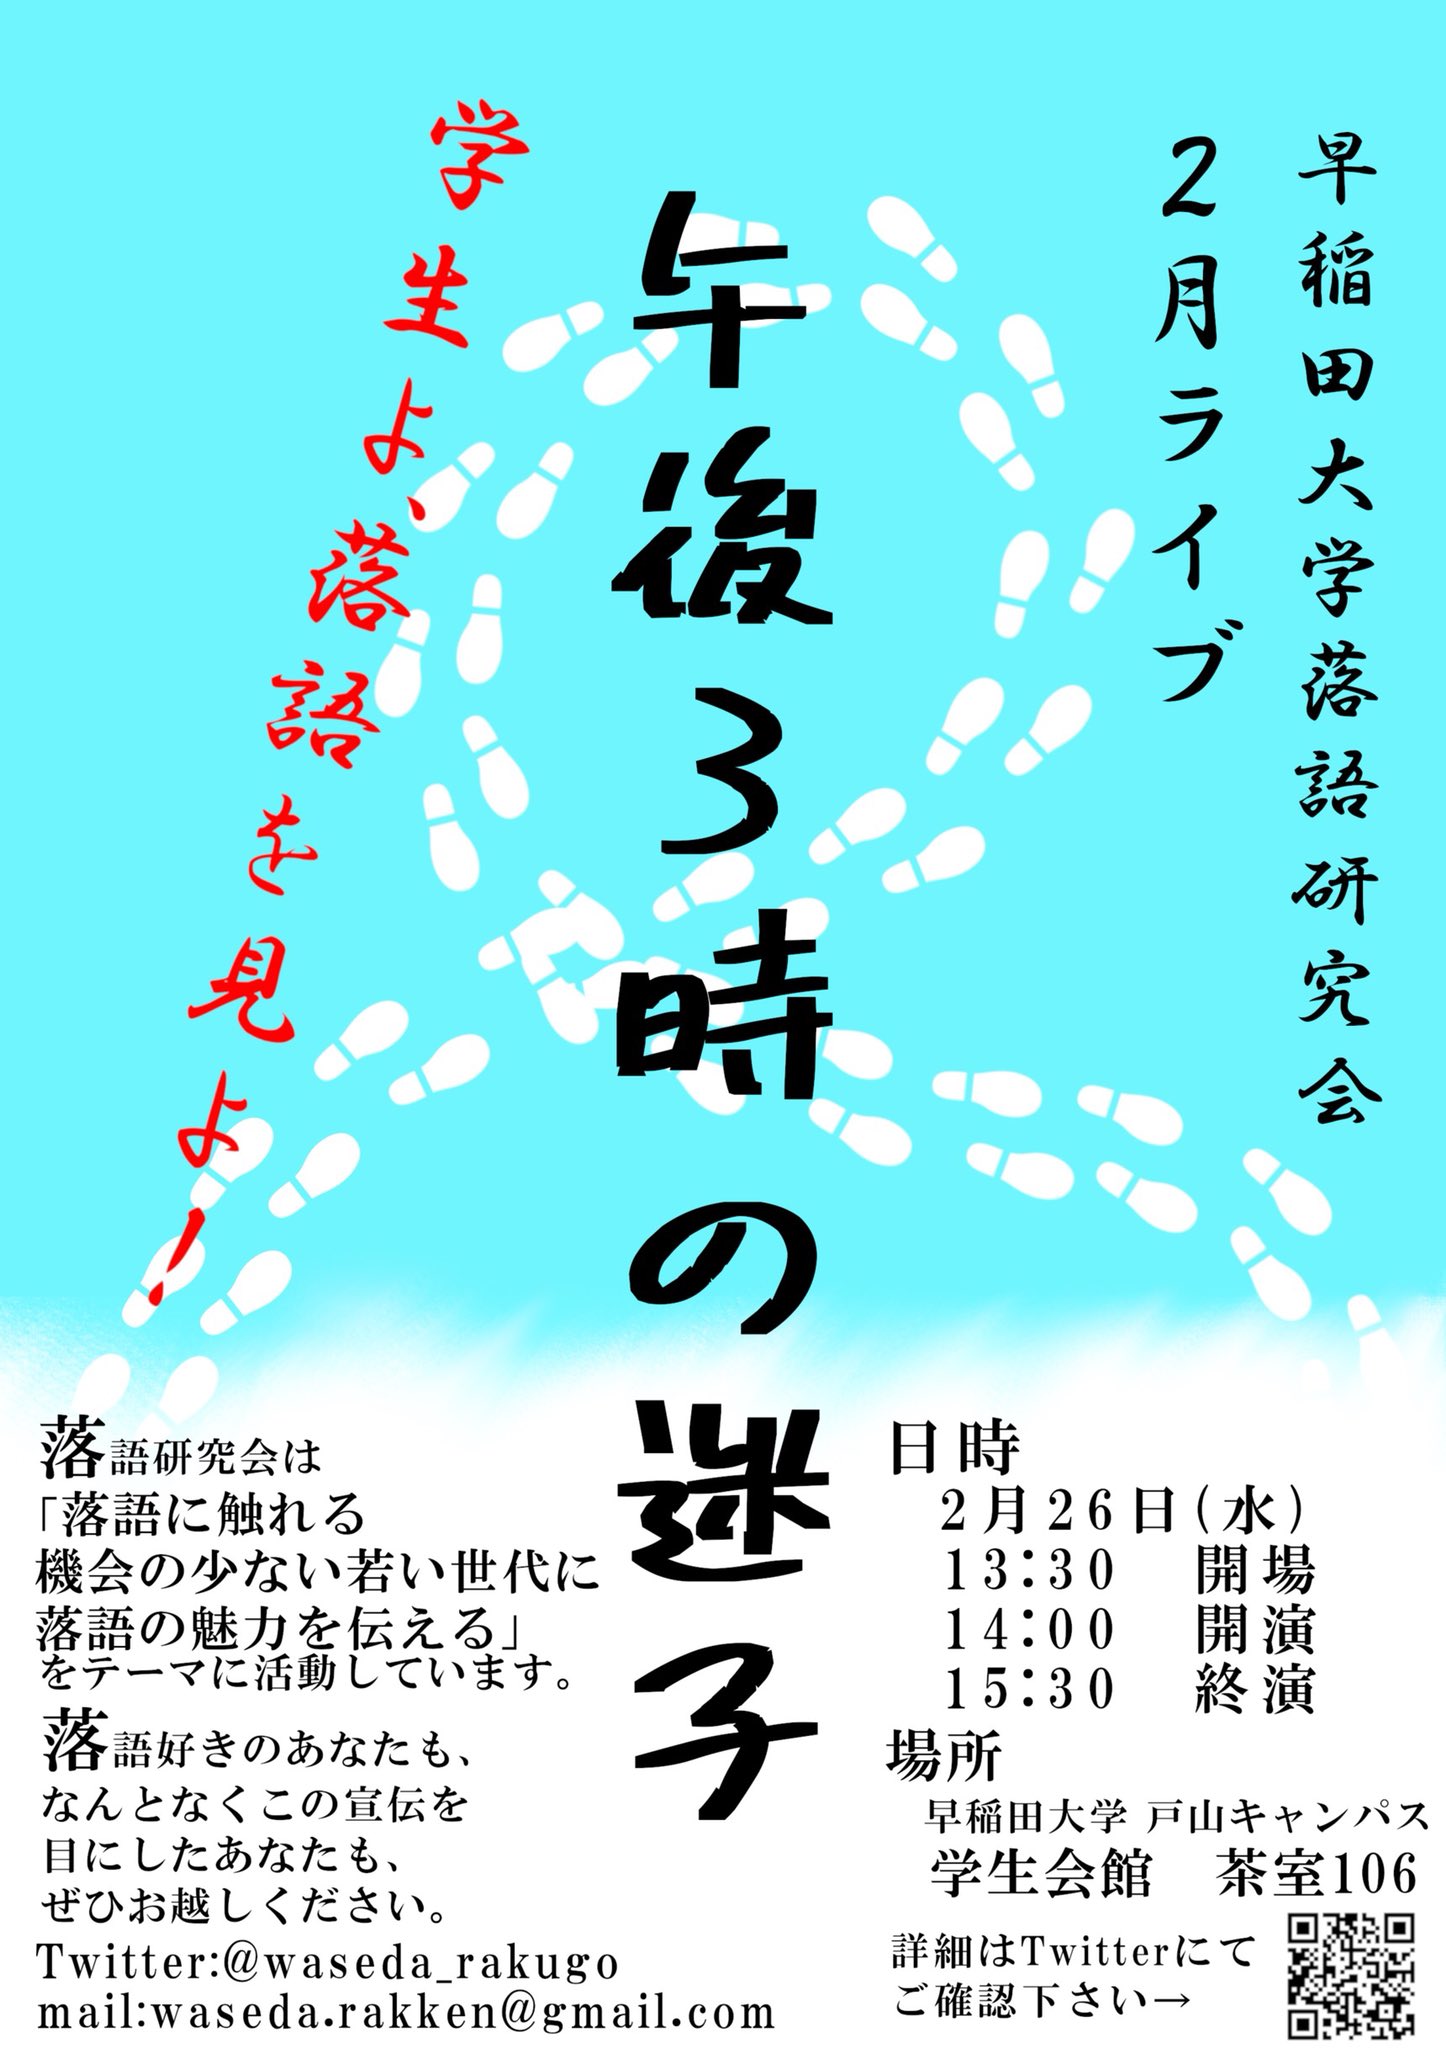 早稲田大学落語研究会
2月ライブ
午後3時の迷子
学生よ、落語を見よ！
落語研究会は
「落語に触れる
機会の少ない若い世代に
落語の魅力を伝える」
をテーマに活動しています。
落語好きのあなたも、
なんとなくこの宣伝を
目にしたあなたも、
ぜひお越しください。
Twitter:@waseda_rakugo
mail:waseda.rakken@gmail.com
日時
2月26日(水)
13:30　開場
14:00　開演
15:30　終演
場所
早稲田大学 戸山キャンパス
学生会館　茶室106
詳細はTwitterにて
ご確認下さい→